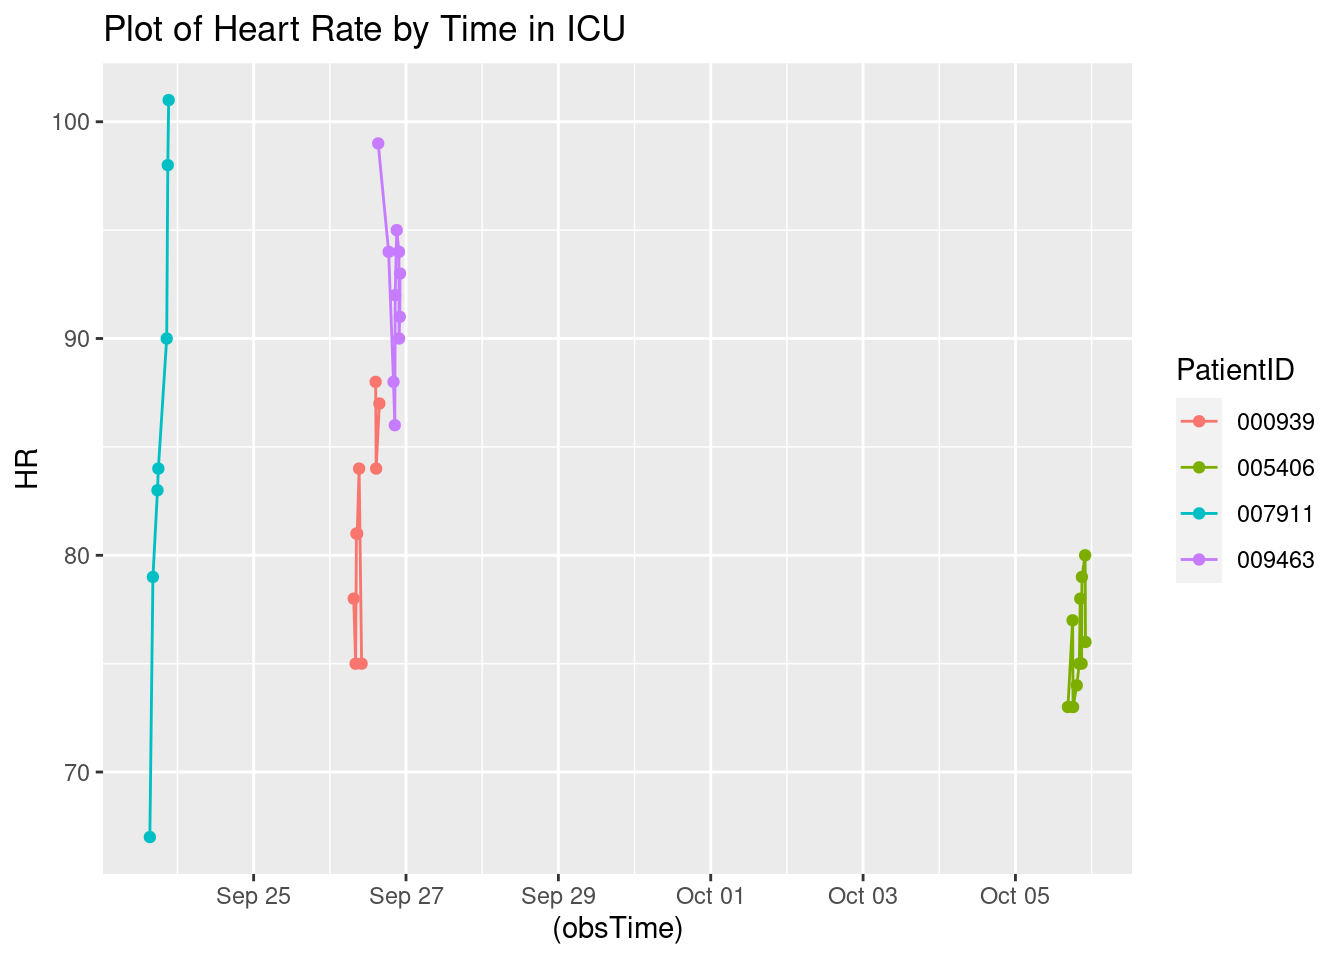 Plot of Heart Rate by Time in ICU
100
90
80
70
HR
Sep 25
Sep 27
Sep 29
Oct 01
Oct 03
Oct 05
(obsTime)
PatientID
000939
005406
007911
009463